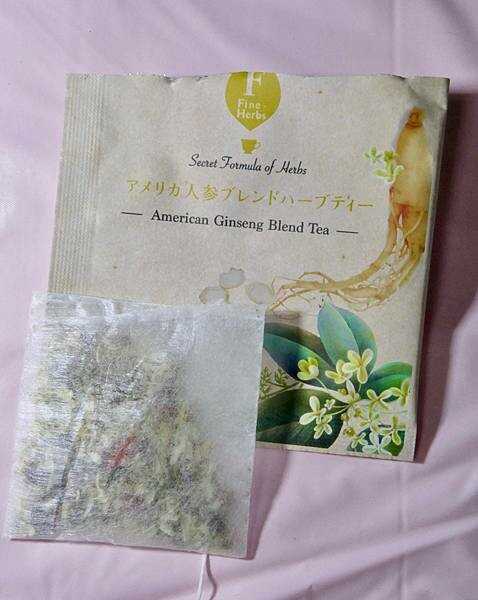 F
Fine
Herbs
Secret Formula of Herbs
アメリカ人参ブレンドハーブティー
— American Ginseng Blend Tea —